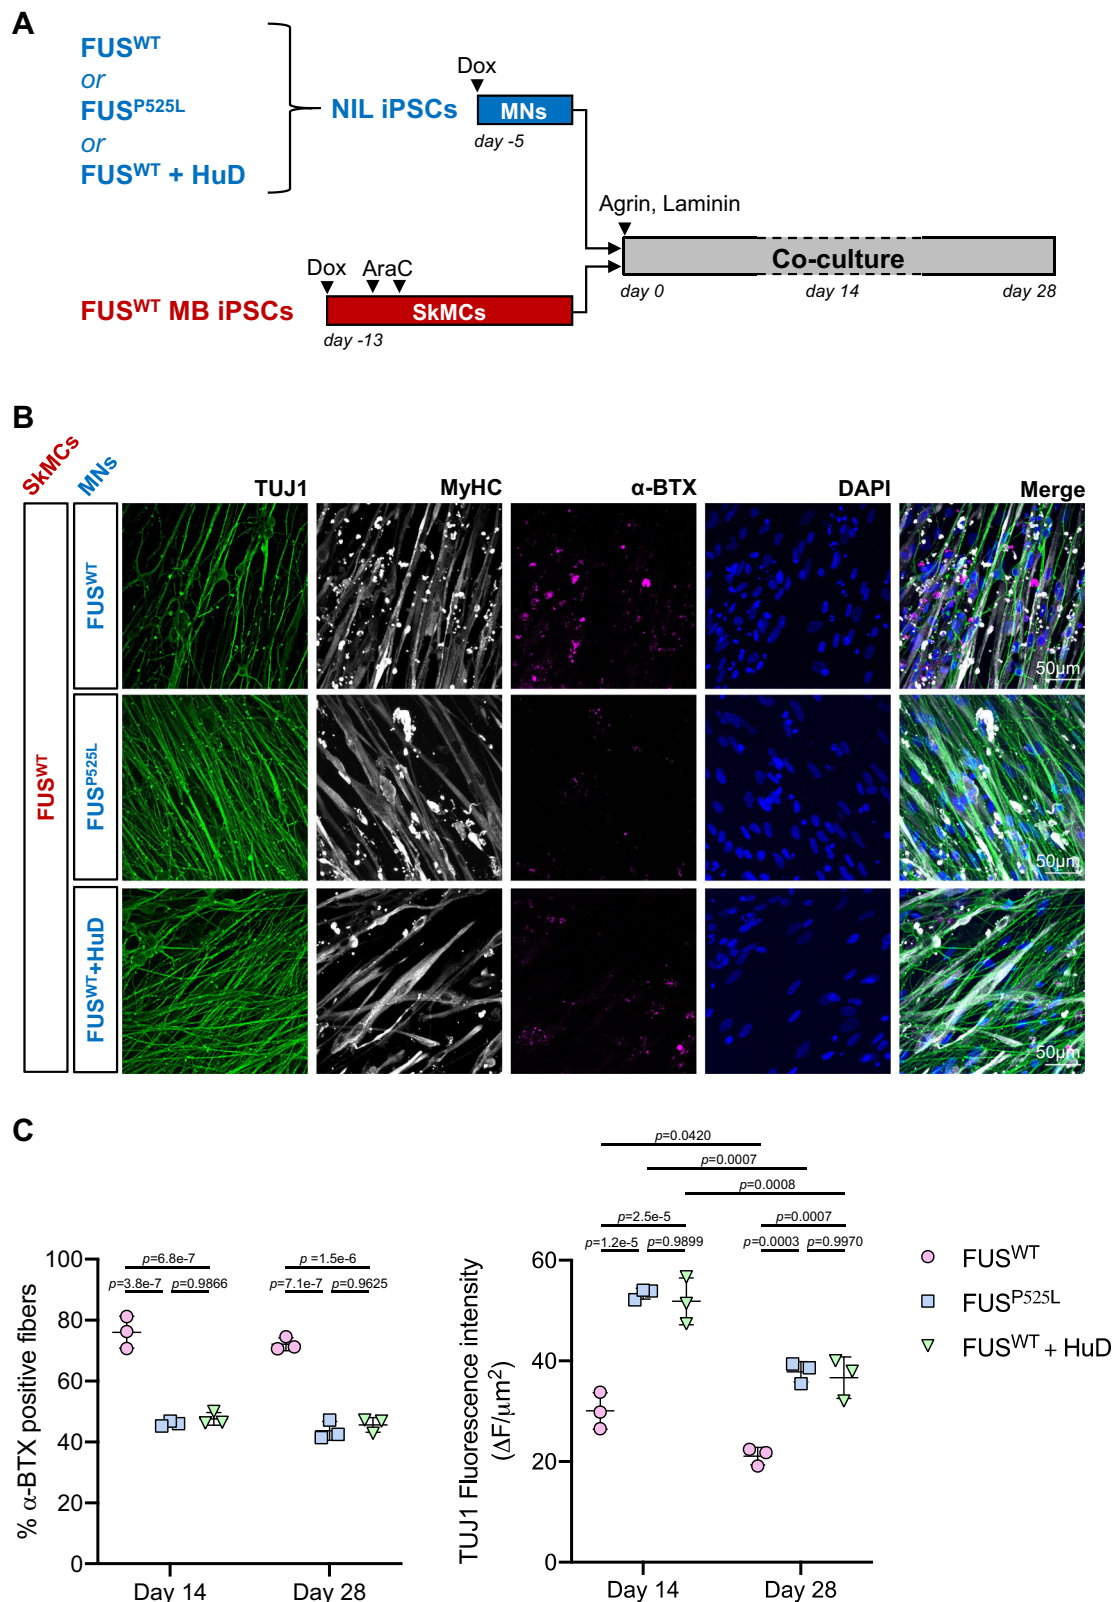 A
FUSWT
or
FUSP525L
or
FUSWT + HuD
NIL iPSCs
Dox
MNs
day -5
Agrin, Laminin
Co-culture
day 0
day 14
day 28
Dox
AraC
FUSWT MB iPSCs
SkMCs
day -13
B
SkMCs
MNs
TUJ1
MyHC
α-BTX
DAPI
Merge
FUSWT
FUSWT
50µm
FUSP525L
50µm
FUSWT+HuD
50µm
C
% α-BTX positive fibers
100
80
60
40
20
0
p=6.8e-7
p=3.8e-7
p=0.9866
p =1.5e-6
p=7.1e-7
p=0.9625
Day 14
Day 28
TUJ1 Fluorescence intensity
(ΔF/µm2)
60
40
20
0
p=0.0420
p=0.0007
p=0.0008
p=2.5e-5
p=0.0007
p=1.2e-5
p=0.9899
p=0.0003
p=0.9970
Day 14
Day 28
FUSWT
FUSP525L
FUSWT + HuD